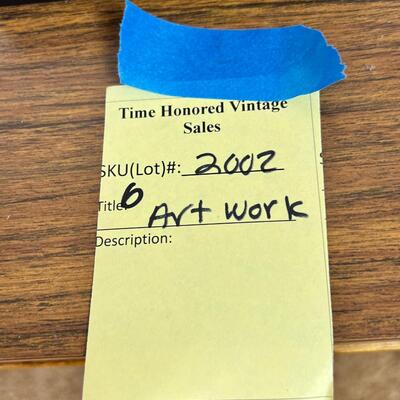 Time Honored Vintage
Sales
SKU(Lot)#: 2002
Title: 6 Art Work
Description: